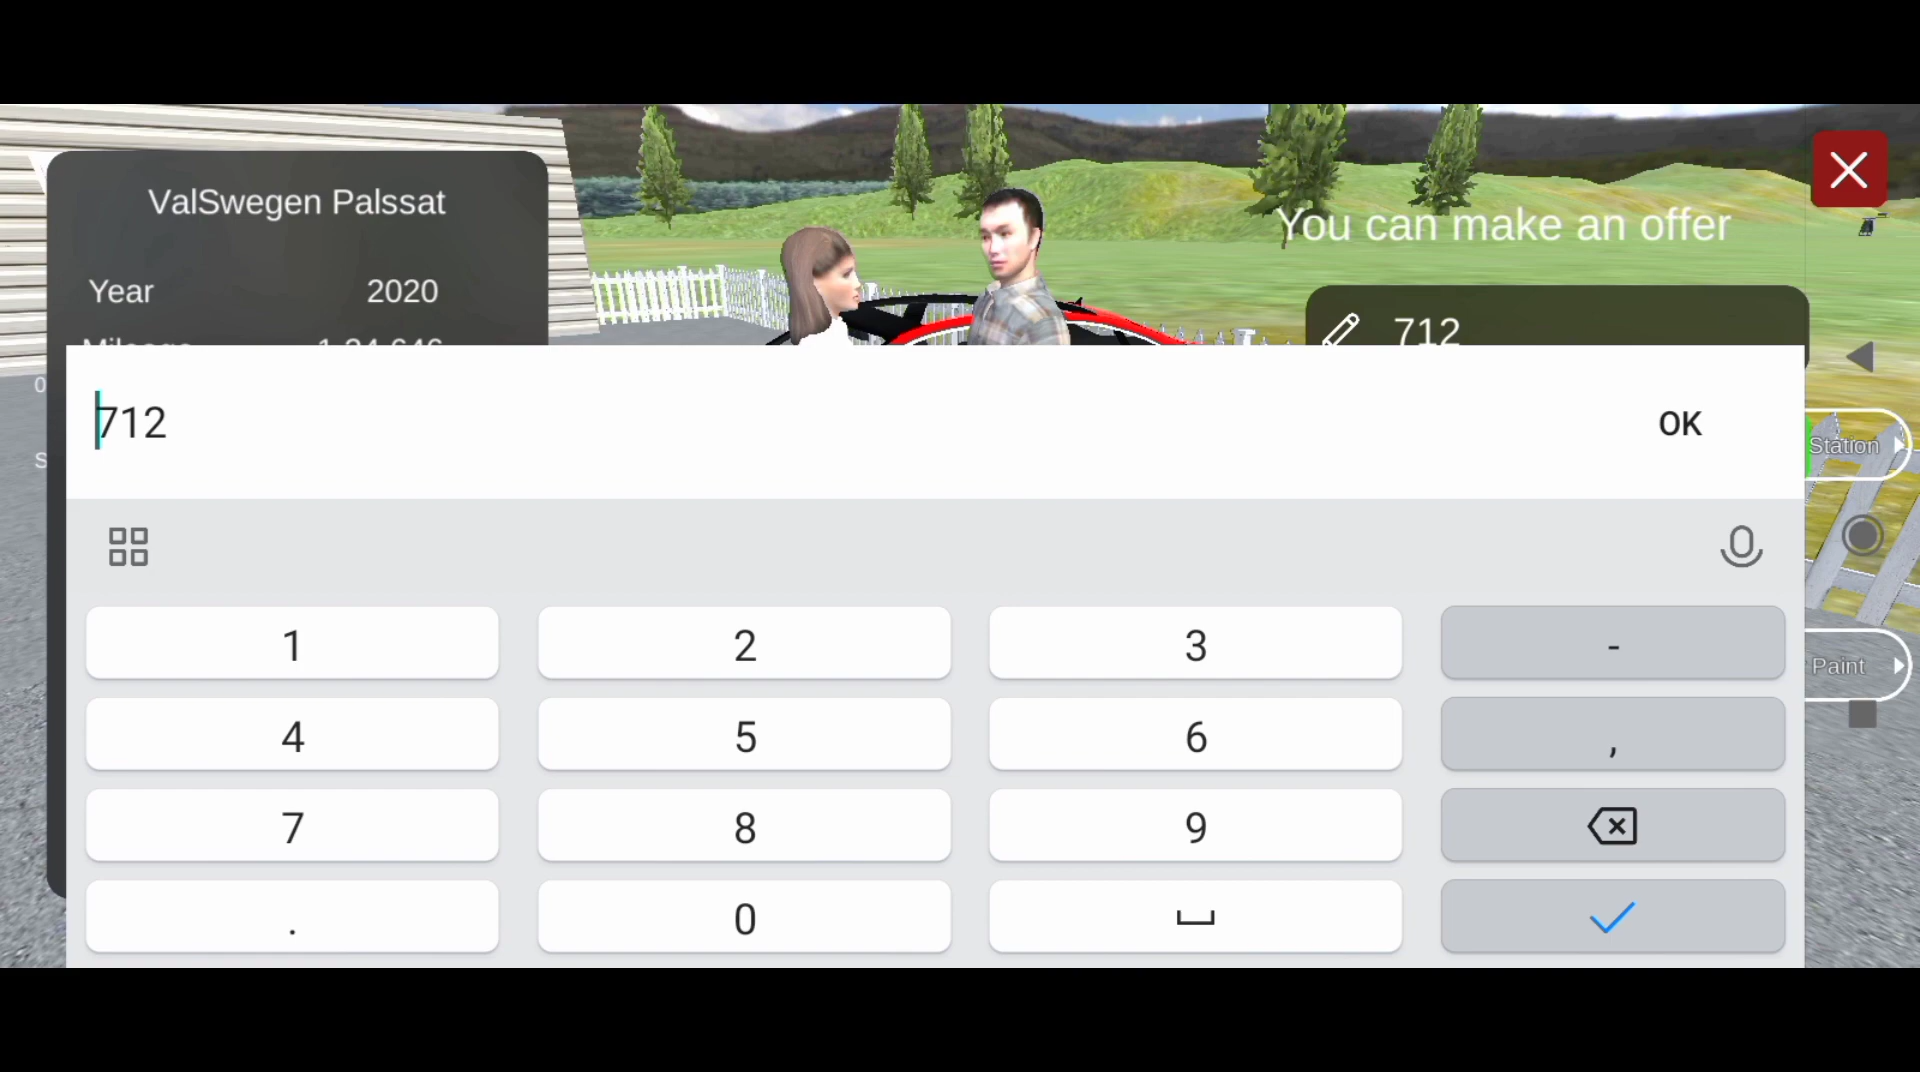 ValSwegen Palssat
You can make an offer
Year 2020
712
712
OK
Station
1 2 3 -
4 5 6 ,
Paint
7 8 9
. 0